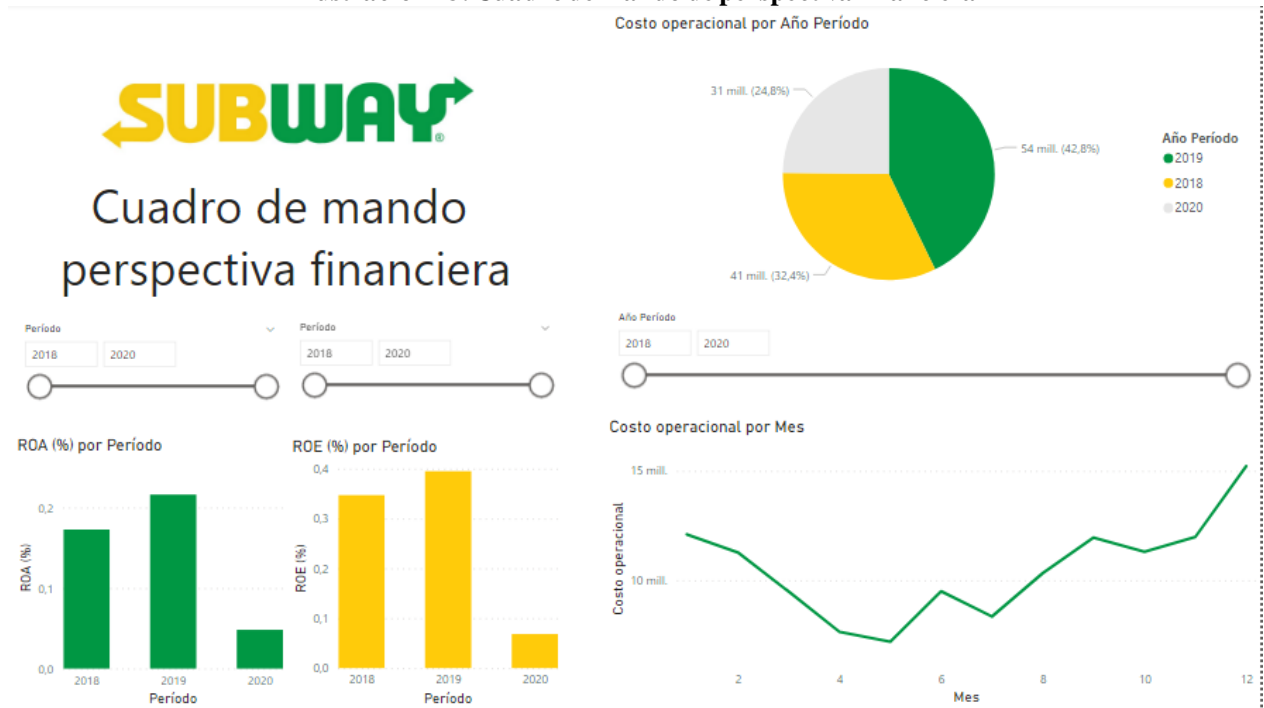 SUBWAY
®
Cuadro de mando
perspectiva financiera
Período
2018 2020
Período
2018 2020
ROA (%) por Período
0,2
0,1
0,0
ROA (%)
2018 2019 2020
Período
ROE (%) por Período
0,4
0,3
0,2
0,1
0,0
ROE (%)
2018 2019 2020
Período
Costo operacional por Año Período
31 mill. (24,8%)
54 mill. (42,8%)
41 mill. (32,4%)
Año Período
2019
2018
2020
Año Período
2018 2020
Costo operacional por Mes
15 mill.
10 mill.
Costo operacional
2 4 6 8 10 12
Mes